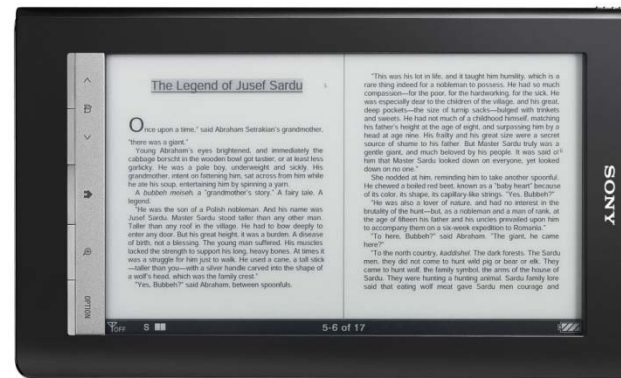 The Legend of Jusef Sardu
5
Once upon a time," said Abraham Setrakian's grandmother,
"there was a giant."
Young Abraham's eyes brightened, and immediately the
cabbage borscht in the wooden bowl got tastier, or at least less
garlicky. He was a pale boy, underweight and sickly. His
grandmother, intent on fattening him, sat across from him while
he ate his soup, entertaining him by spinning a yarn.
A bubbeh meiseh, a "grandmother's story." A fairy tale. A
legend.
"He was the son of a Polish nobleman. And his name was
Jusef Sardu. Master Sardu stood taller than any other man.
Taller than any roof in the village. He had to bow deeply to
enter any door. But his great height, it was a burden. A disease
of birth, not a blessing. The young man suffered. His muscles
lacked the strength to support his long, heavy bones. At times it
was a struggle for him just to walk. He used a cane, a tall stick
—taller than you—with a silver handle carved into the shape of
a wolf's head, which was the family crest."
"Yes, Bubbeh?" said Abraham, between spoonfuls.
"This was his lot in life, and it taught him humility, which is a
rare thing indeed for a nobleman to possess. He had so much
compassion—for the poor, for the hardworking, for the sick. He
was especially dear to the children of the village, and his great,
deep pockets—the size of turnip sacks—bulged with trinkets
and sweets. He had not much of a childhood himself, matching
his father's height at the age of eight, and surpassing him by a
head at age nine. His frailty and his great size were a secret
source of shame to his father. But Master Sardu truly was a
gentle giant, and much beloved by his people. It was said of 6
him that Master Sardu looked down on everyone, yet looked
down on no one."
She nodded at him, reminding him to take another spoonful.
He chewed a boiled red beet, known as a "baby heart" because
of its color, its shape, its capillary-like strings. "Yes, Bubbeh?"
"He was also a lover of nature, and had no interest in the
brutality of the hunt—but, as a nobleman and a man of rank, at
the age of fifteen his father and his uncles prevailed upon him
to accompany them on a six-week expedition to Romania."
"To here, Bubbeh?" said Abraham. "The giant, he came
here?"
"To the north country, kaddishel. The dark forests. The Sardu
men, they did not come to hunt wild pig or bear or elk. They
came to hunt wolf, the family symbol, the arms of the house of
Sardu. They were hunting a hunting animal. Sardu family lore
said that eating wolf meat gave Sardu men courage and
OPTION
OFF S 5-6 of 17
SONY